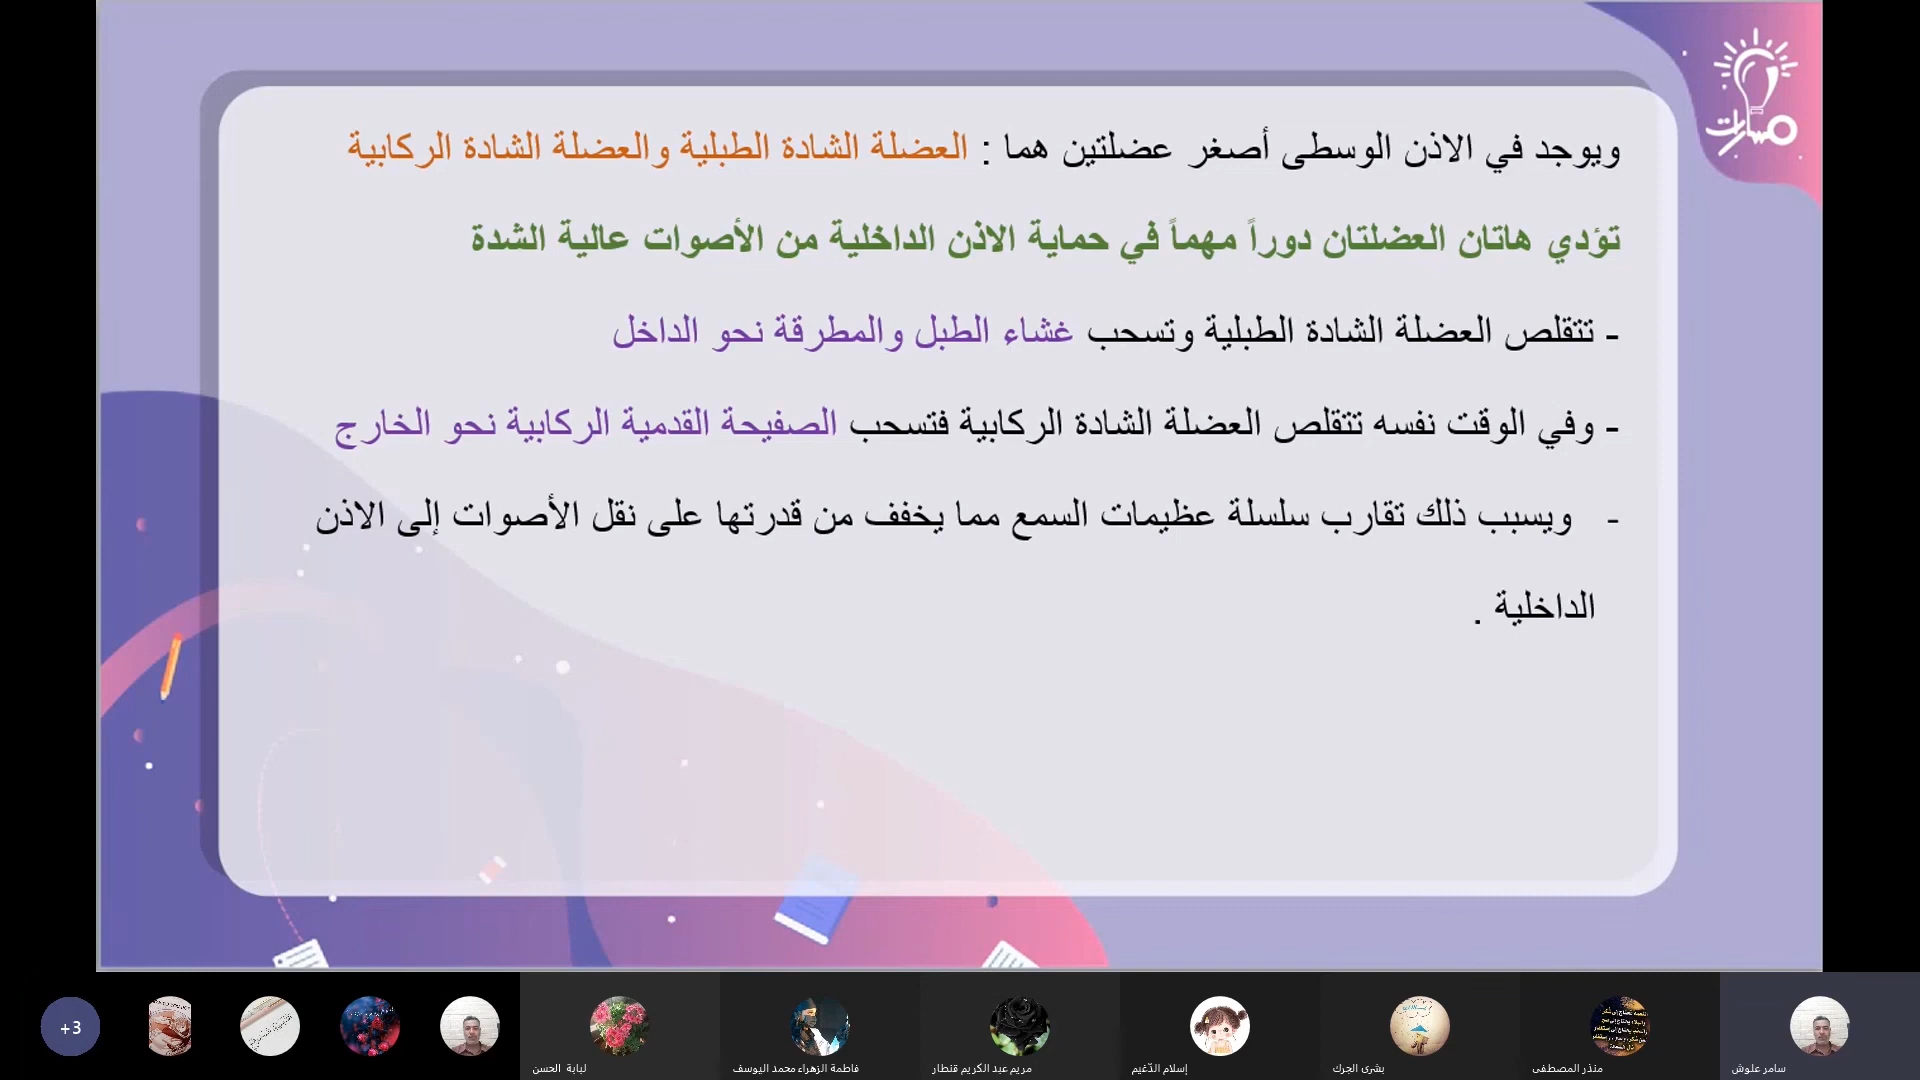 مسارات
ويوجد في الاذن الوسطى أصغر عضلتين هما : العضلة الشادة الطبلية والعضلة الشادة الركابية
تؤدي هاتان العضلتان دوراً مهماً في حماية الاذن الداخلية من الأصوات عالية الشدة
- تتقلص العضلة الشادة الطبلية وتسحب غشاء الطبل والمطرقة نحو الداخل
- وفي الوقت نفسه تتقلص العضلة الشادة الركابية فتسحب الصفيحة القدمية الركابية نحو الخارج
- ويسبب ذلك تقارب سلسلة عظيمات السمع مما يخفف من قدرتها على نقل الأصوات إلى الاذن
الداخلية .
+3
لبابة الحسن
فاطمة الزهراء محمد اليوسف
مريم عبد الكريم قنطار
إسلام الدّغيم
بشرى الجرك
منذر المصطفى
سامر علوش